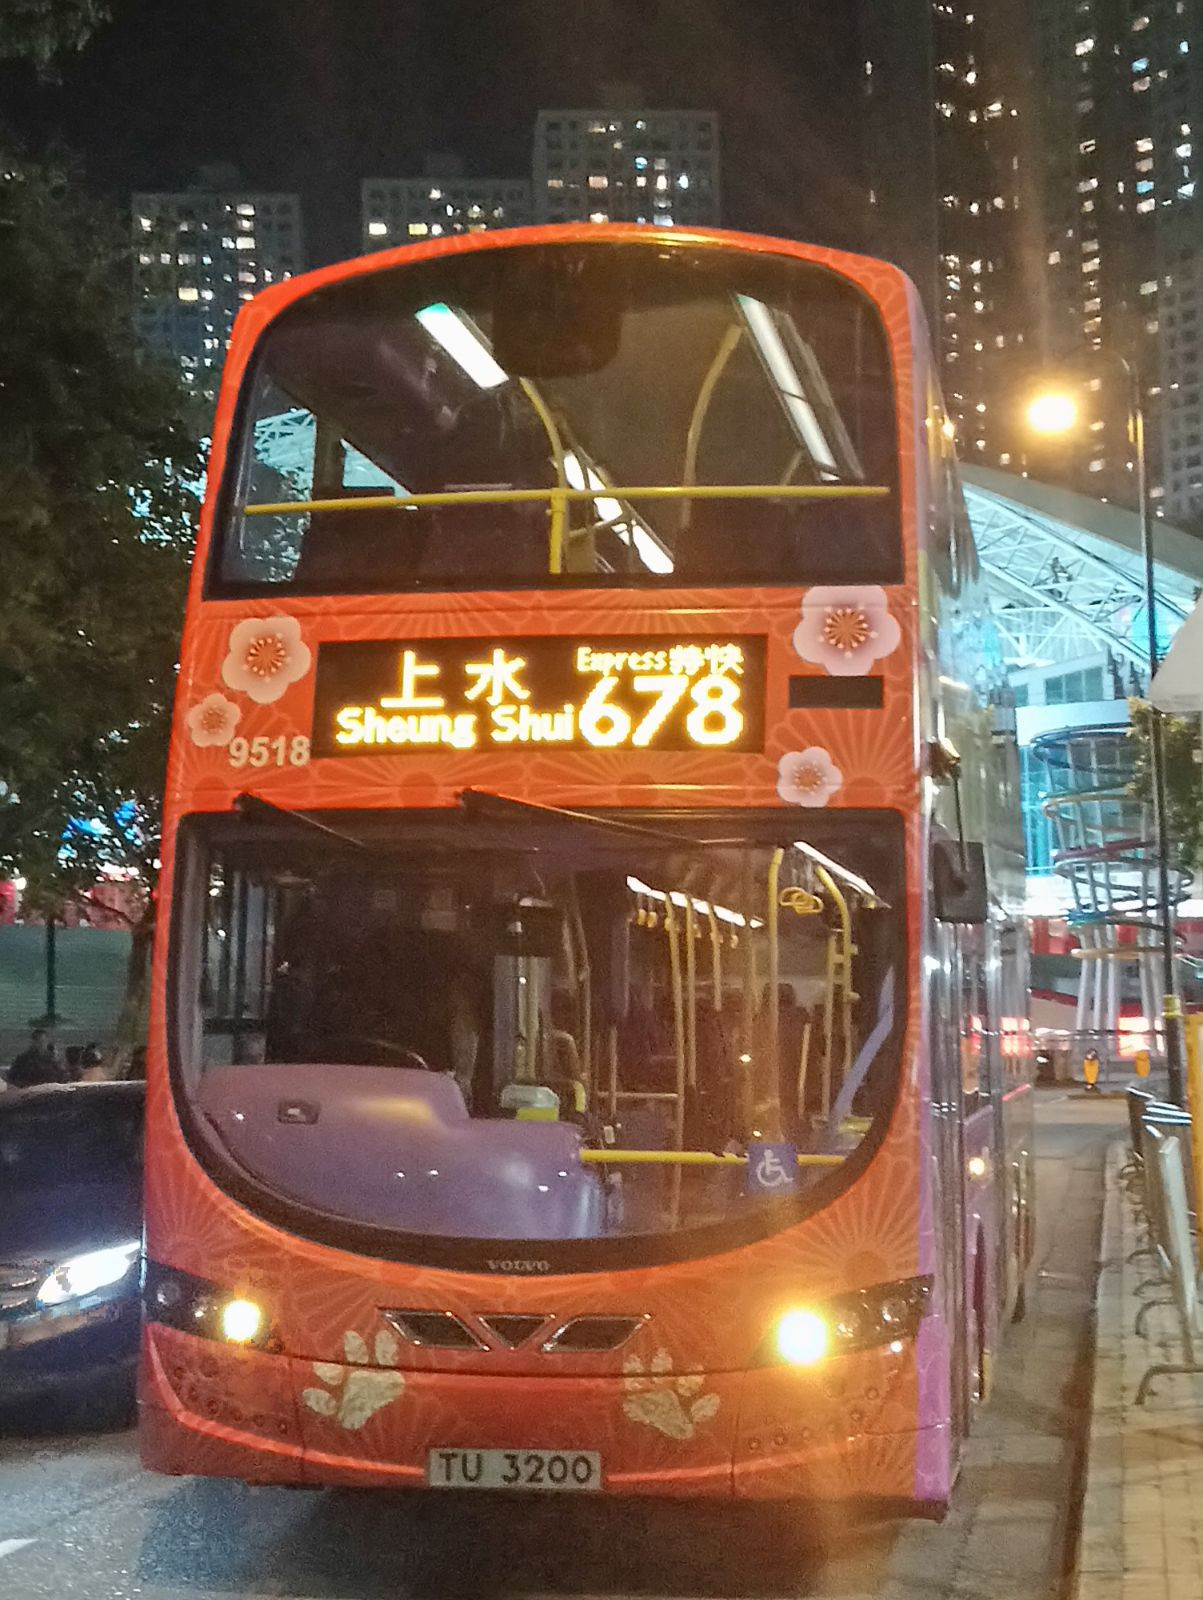 上水 Express 特快
Sheung Shui 678
9518
VOLVO
TU 3200